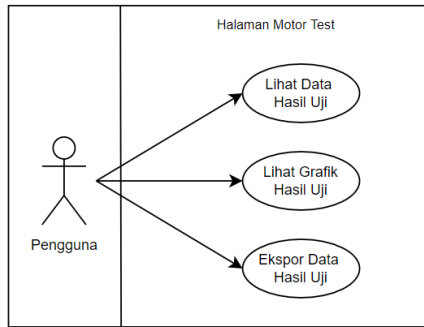 Halaman Motor Test
Lihat Data
Hasil Uji
Lihat Grafik
Hasil Uji
Pengguna
Ekspor Data
Hasil Uji